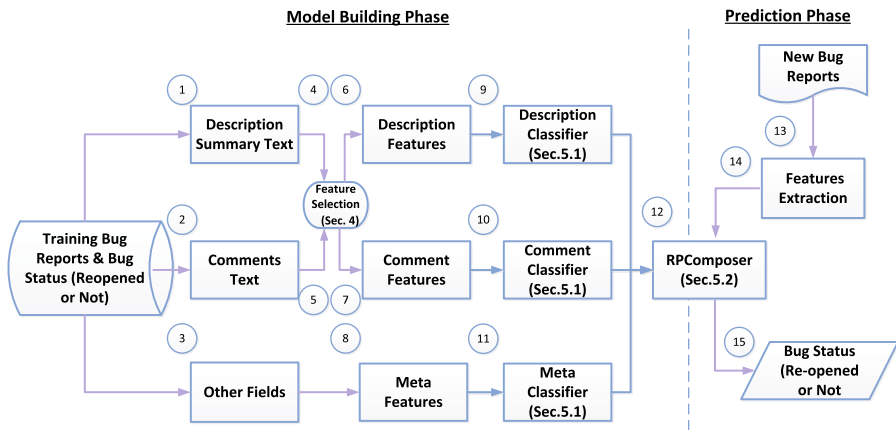 Model Building Phase
Prediction Phase
1
4
6
9
Description
Summary Text
Description
Features
Description
Classifier
(Sec.5.1)
New Bug
Reports
13
14
Features
Extraction
Feature
Selection
(Sec. 4)
2
10
12
Training Bug
Reports & Bug
Status (Reopened
or Not)
Comments
Text
Comment
Features
Comment
Classifier
(Sec.5.1)
RPComposer
(Sec.5.2)
5
7
3
8
11
15
Other Fields
Meta
Features
Meta
Classifier
(Sec.5.1)
Bug Status
(Re-opened
or Not